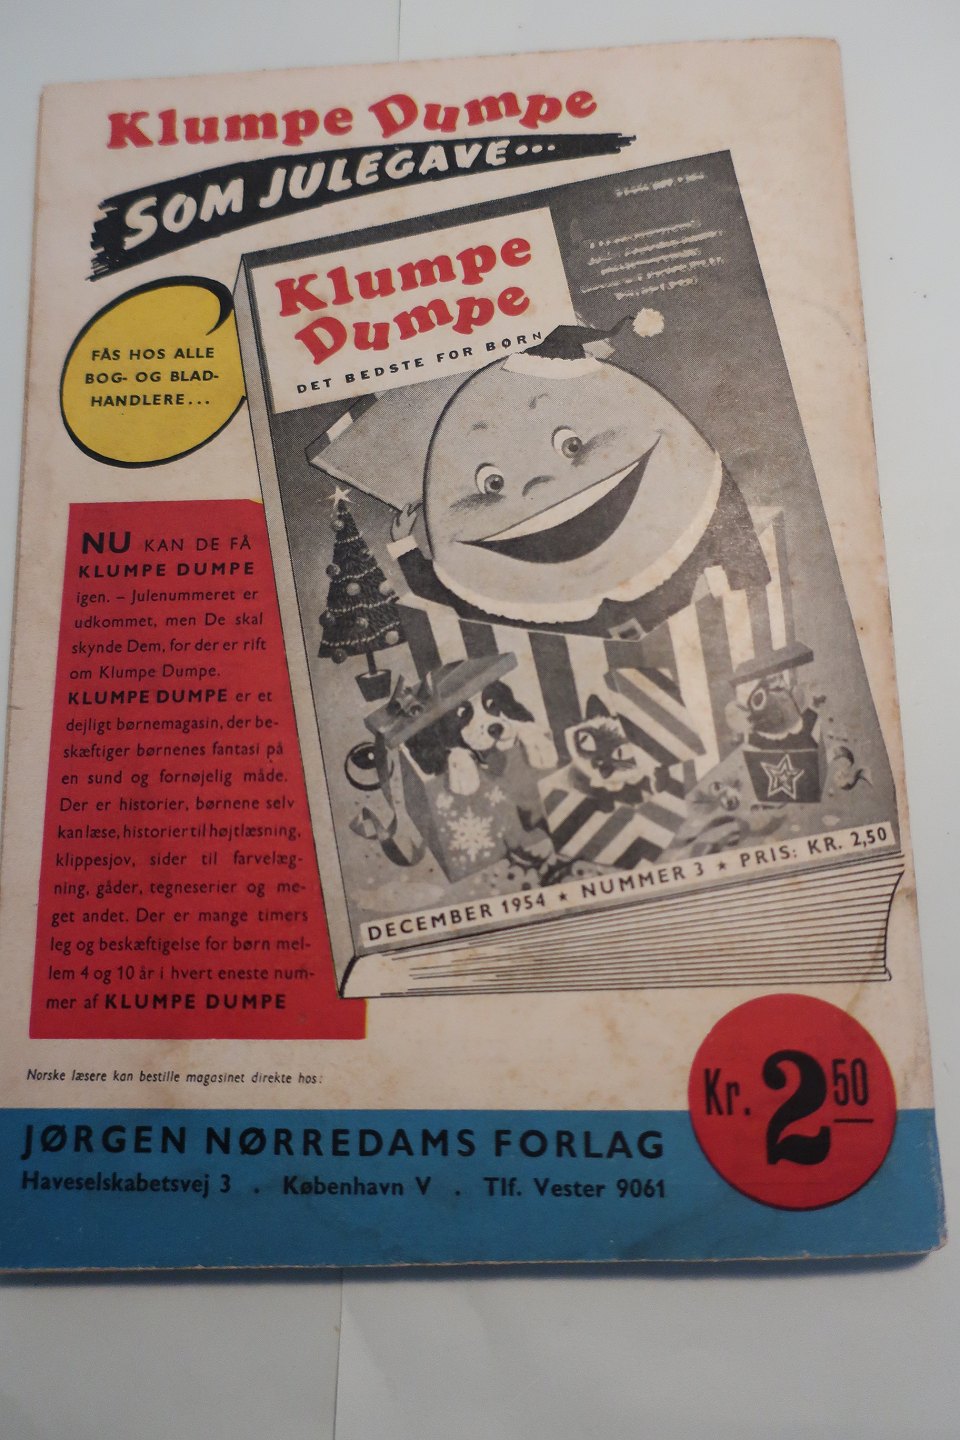 Klumpe Dumpe
SOM JULEGAVE...
FÅS HOS ALLE
BOG- OG BLAD-
HANDLERE...
Klumpe
Dumpe
DET BEDSTE FOR BØRN
DECEMBER 1954 ★ NUMMER 3 ★ PRIS: KR. 2,50
NU KAN DE FÅ
KLUMPE DUMPE
igen. – Julenummeret er
udkommet, men De skal
skynde Dem, for der er rift
om Klumpe Dumpe.
KLUMPE DUMPE er et
dejligt børnemagasin, der be-
skæftiger børnenes fantasi på
en sund og fornøjelig måde.
Der er historier, børnene selv
kan læse, historier til højtlæsning,
klippesjov, sider til farvelæg-
ning, gåder, tegneserier og me-
get andet. Der er mange timers
leg og beskæftigelse for børn mel-
lem 4 og 10 år i hvert eneste num-
mer af KLUMPE DUMPE
Norske læsere kan bestille magasinet direkte hos:
Kr. 2 50
JØRGEN NØRREDAMS FORLAG
Haveselskabetsvej 3 . København V . Tlf. Vester 9061